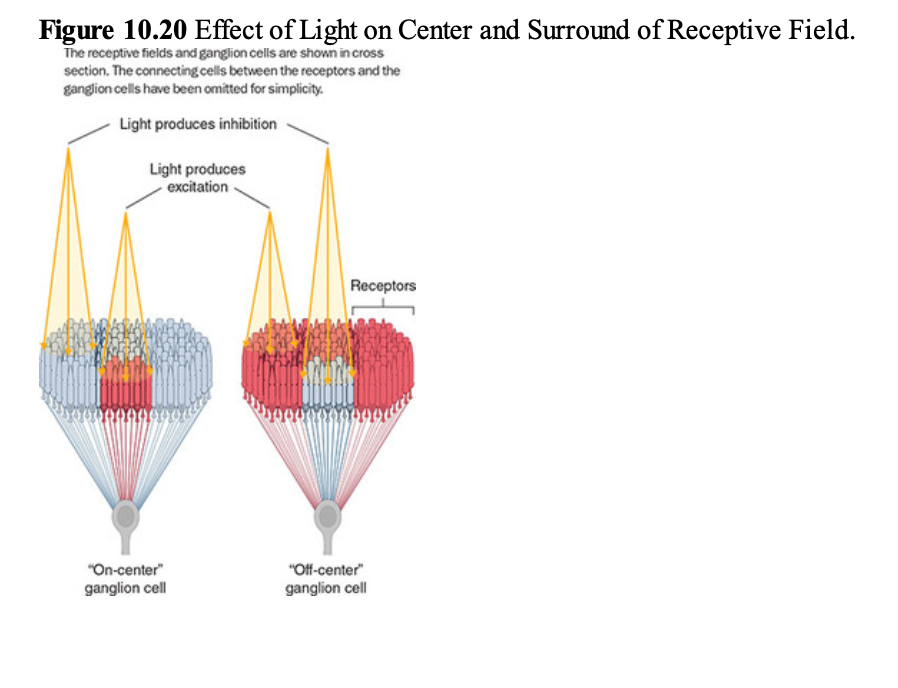 Figure 10.20 Effect of Light on Center and Surround of Receptive Field.
The receptive fields and ganglion cells are shown in cross
section. The connecting cells between the receptors and the
ganglion cells have been omitted for simplicity.
Light produces inhibition
Light produces
excitation
Receptors
“On-center”
ganglion cell
“Off-center”
ganglion cell